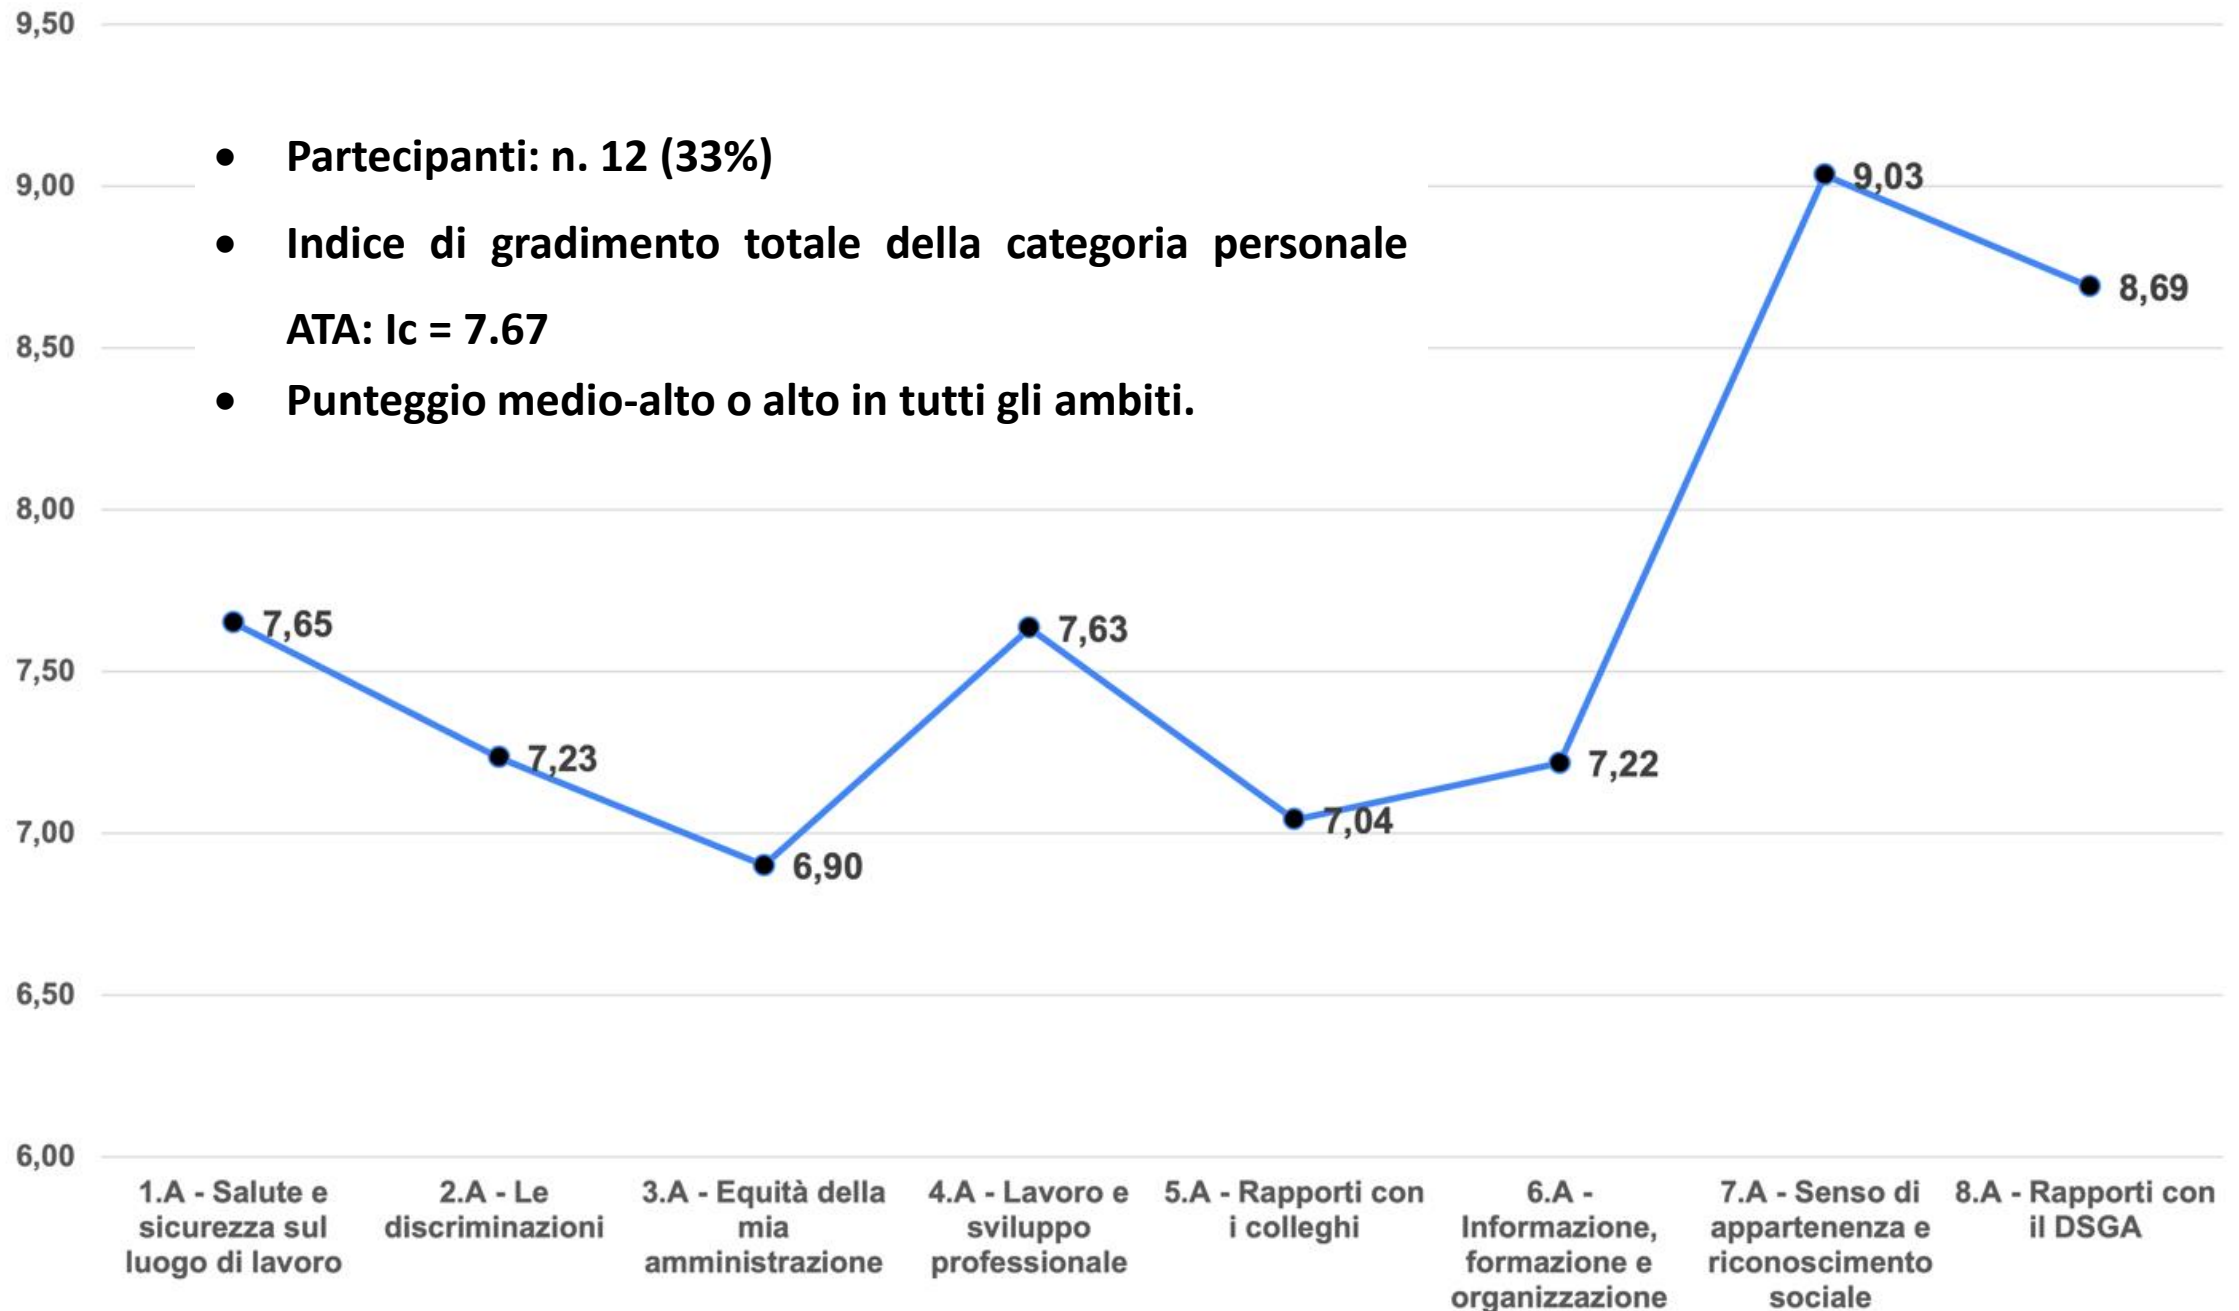 9,50
● Partecipanti: n. 12 (33%)
9,00
9,03
● Indice di gradimento totale della categoria personale
8,69
ATA: Ic = 7.67
8,50
● Punteggio medio-alto o alto in tutti gli ambiti.
8,00
7,65
7,63
7,50
7,23
7,22
7,04
7,00
6,90
6,50
6,00
1.A - Salute e
sicurezza sul
luogo di lavoro
2.A - Le
discriminazioni
3.A - Equità della
mia
amministrazione
4.A - Lavoro e
sviluppo
professionale
5.A - Rapporti con
i colleghi
6.A -
Informazione,
formazione e
organizzazione
7.A - Senso di
appartenenza e
riconoscimento
sociale
8.A - Rapporti con
il DSGA